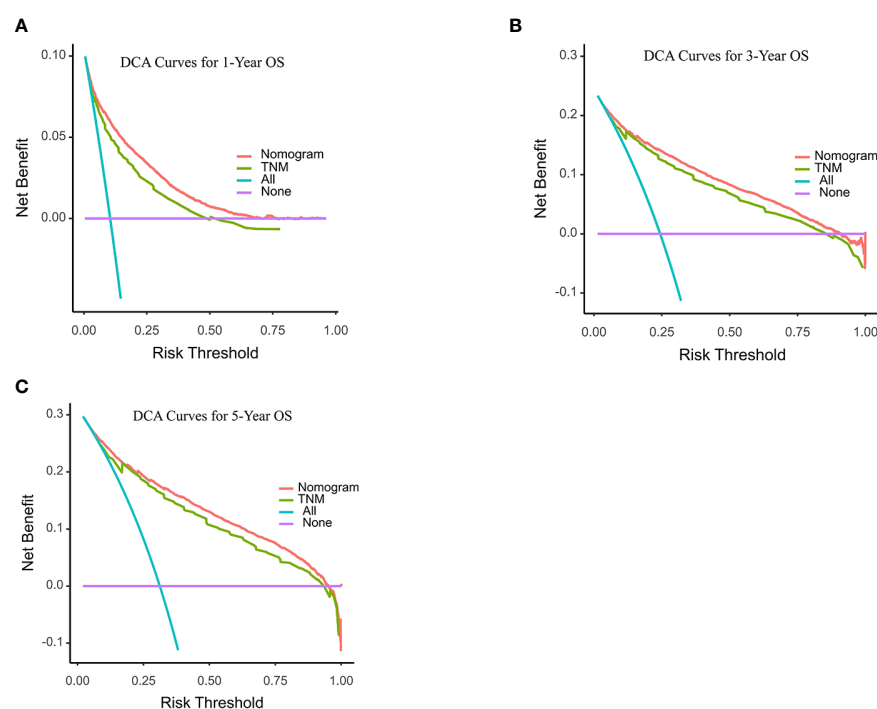 A
DCA Curves for 1-Year OS
0.10
0.05
0.00
Net Benefit
Nomogram
TNM
All
None
0.00 0.25 0.50 0.75 1.00
Risk Threshold
B
DCA Curves for 3-Year OS
0.3
0.2
0.1
0.0
-0.1
Net Benefit
Nomogram
TNM
All
None
0.00 0.25 0.50 0.75 1.00
Risk Threshold
C
DCA Curves for 5-Year OS
0.3
0.2
0.1
0.0
-0.1
Net Benefit
Nomogram
TNM
All
None
0.00 0.25 0.50 0.75 1.00
Risk Threshold